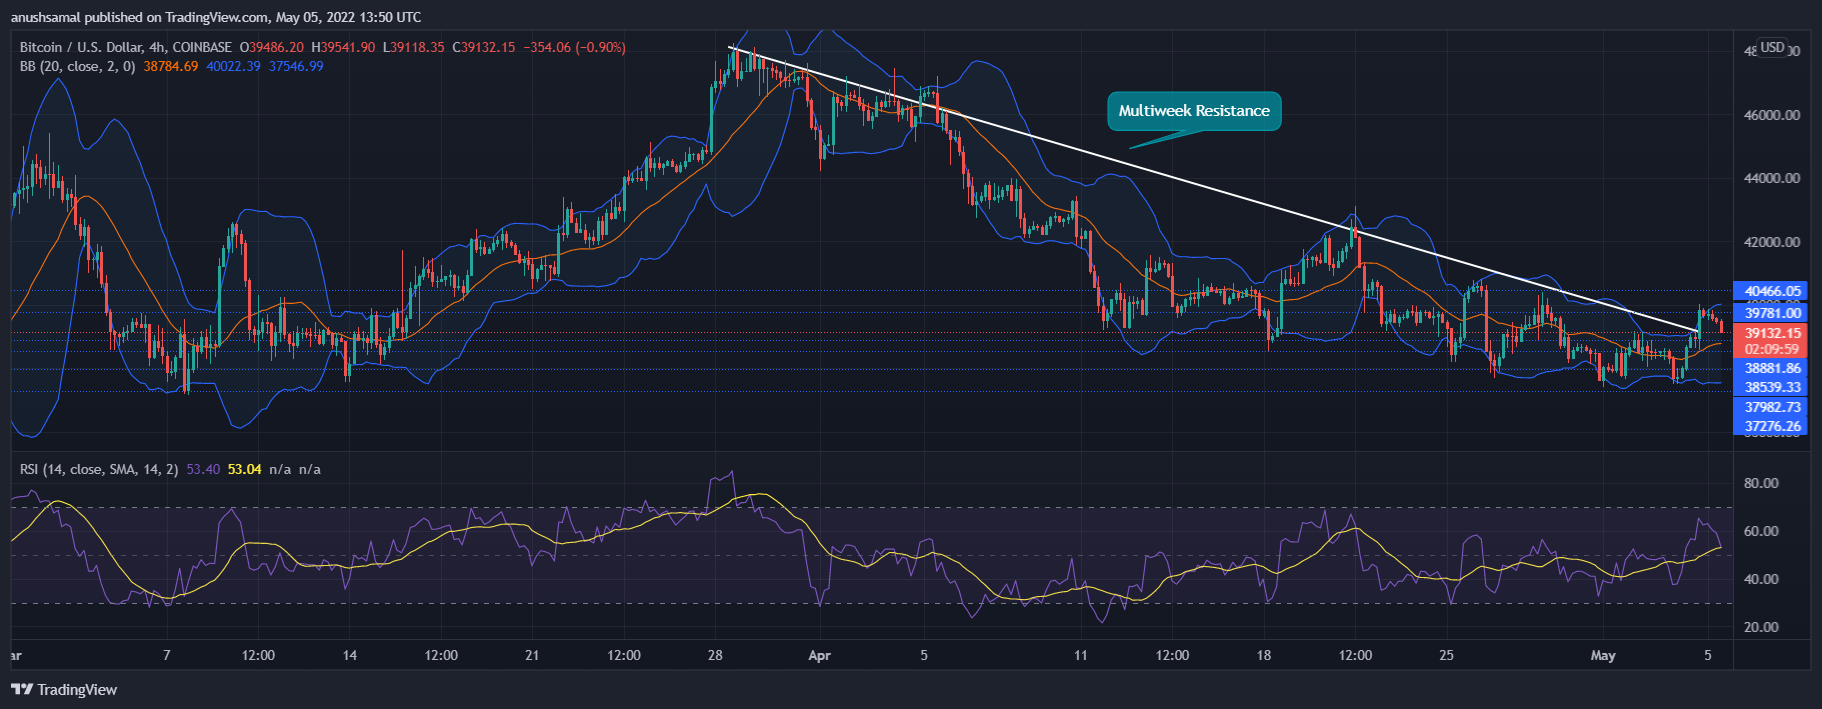 anushsamal published on TradingView.com, May 05, 2022 13:50 UTC
Bitcoin / U.S. Dollar, 4h, COINBASE O39486.20 H39541.90 L39118.35 C39132.15 −354.06 (−0.90%)
BB (20, close, 2, 0) 38784.69 40022.39 37546.99
USD
Multiweek Resistance
46000.00
44000.00
42000.00
40466.05
39781.00
39132.15
02:09:59
38881.86
38539.33
37982.73
37276.26
RSI (14, close, SMA, 14, 2) 53.40 53.04 n/a n/a
80.00
60.00
40.00
20.00
ar 7 12:00 14 12:00 21 12:00 28 Apr 5 11 12:00 18 12:00 25 May 5
TradingView